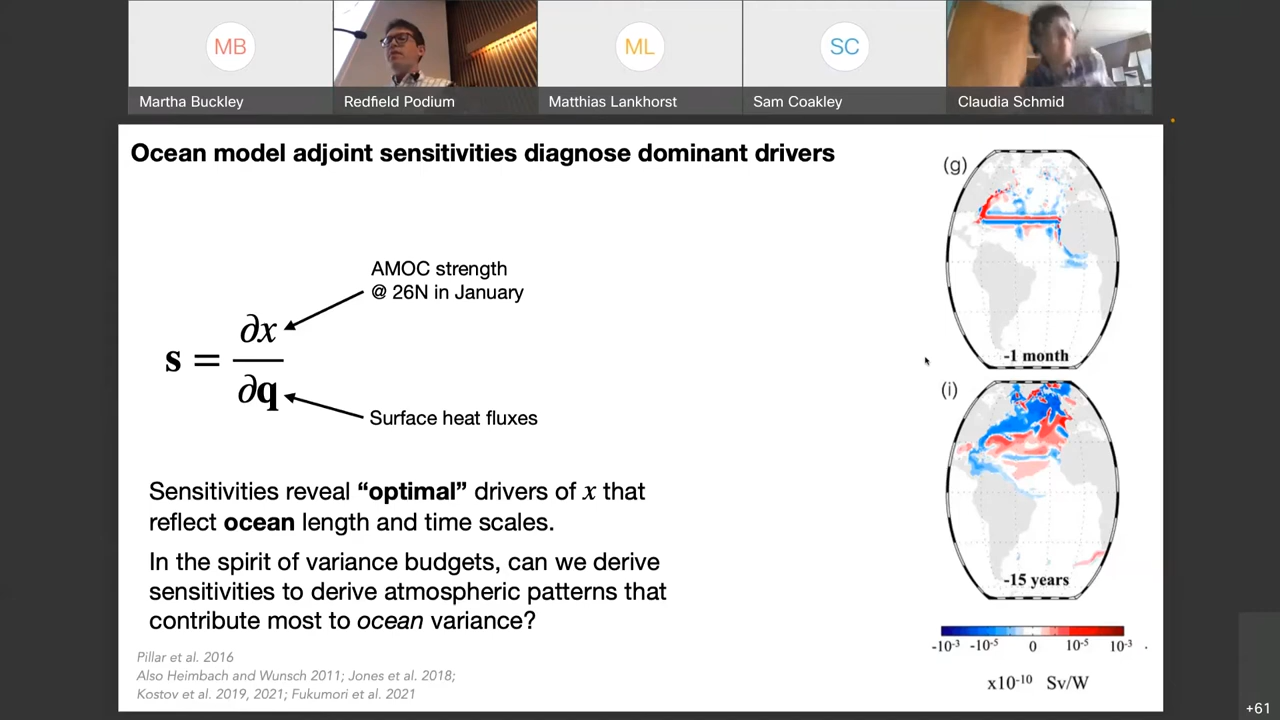 MB
ML
SC
Martha Buckley
Redfield Podium
Matthias Lankhorst
Sam Coakley
Claudia Schmid
Ocean model adjoint sensitivities diagnose dominant drivers
AMOC strength
@ 26N in January
s = ∂x/∂q
Surface heat fluxes
Sensitivities reveal “optimal” drivers of x that
reflect ocean length and time scales.
In the spirit of variance budgets, can we derive
sensitivities to derive atmospheric patterns that
contribute most to ocean variance?
Pillar et al. 2016
Also Heimbach and Wunsch 2011; Jones et al. 2018;
Kostov et al. 2019, 2021; Fukumori et al. 2021
(g)
-1 month
(i)
-15 years
-10⁻³ -10⁻⁵ 0 10⁻⁵ 10⁻³
x10⁻¹⁰ Sv/W
+61